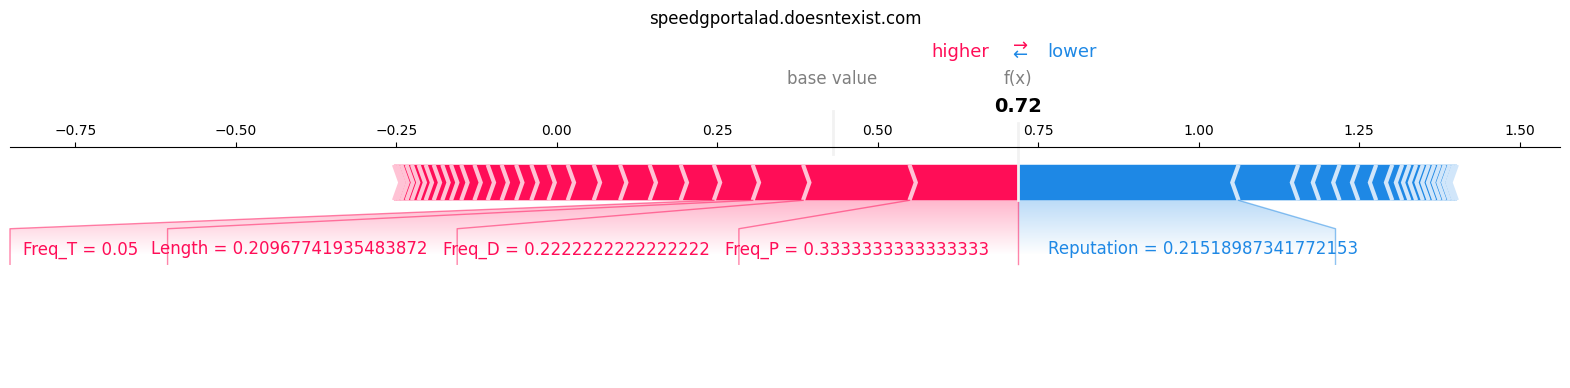 speedgportalad.doesntexist.com
higher ⇄ lower
base value f(x)
0.72
−0.75 −0.50 −0.25 0.00 0.25 0.50 0.75 1.00 1.25 1.50
Freq_T = 0.05 Length = 0.20967741935483872 Freq_D = 0.2222222222222222 Freq_P = 0.3333333333333333 Reputation = 0.21518987341772153